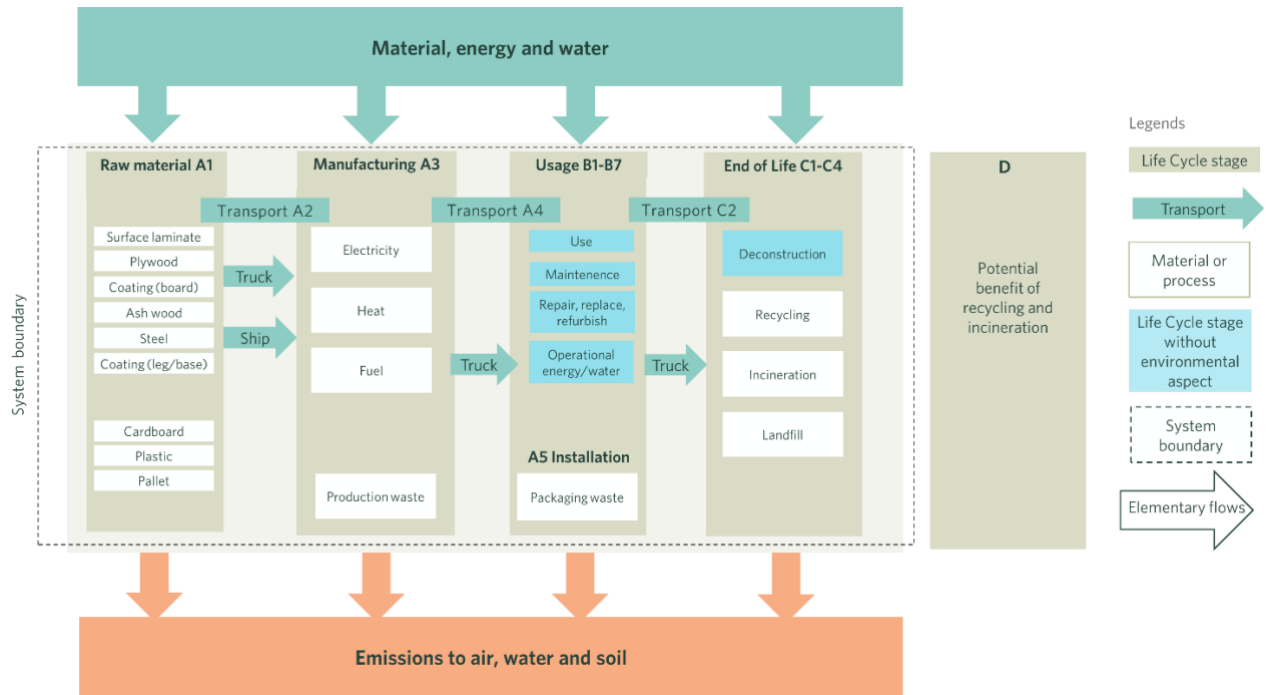 Material, energy and water
System boundary
Raw material A1
Transport A2
Surface laminate
Plywood
Coating (board)
Ash wood
Steel
Coating (leg/base)
Cardboard
Plastic
Pallet
Truck
Ship
Manufacturing A3
Transport A4
Electricity
Heat
Fuel
Production waste
Truck
Usage B1-B7
Transport C2
Use
Maintenence
Repair, replace,
refurbish
Operational
energy/water
A5 Installation
Packaging waste
Truck
End of Life C1-C4
Deconstruction
Recycling
Incineration
Landfill
D
Potential
benefit of
recycling and
incineration
Legends
Life Cycle stage
Transport
Material or
process
Life Cycle stage
without
environmental
aspect
System
boundary
Elementary flows
Emissions to air, water and soil